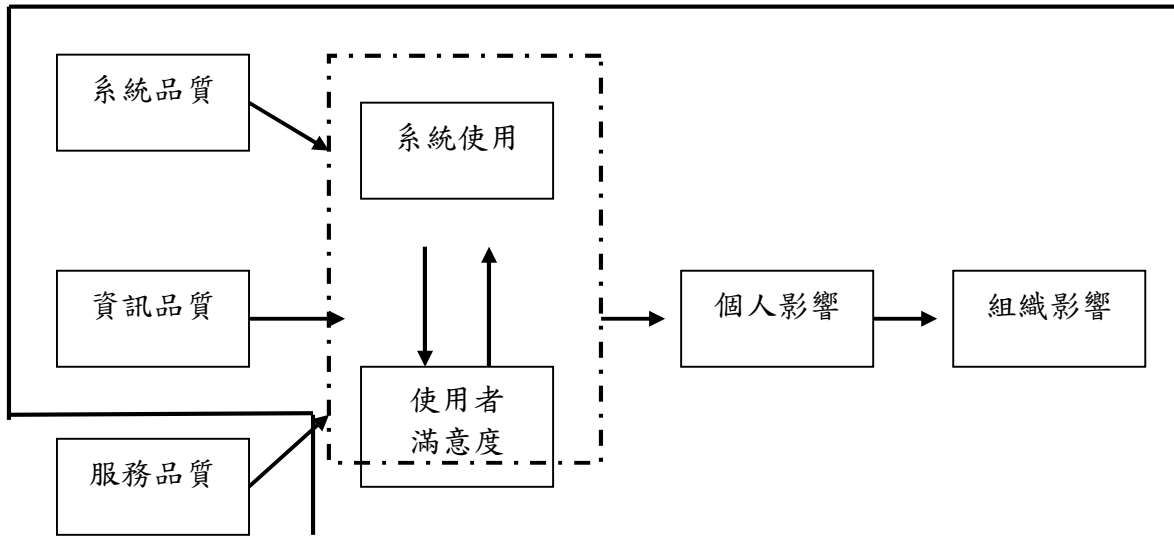 系統品質
系統使用
資訊品質
個人影響
組織影響
使用者
滿意度
服務品質